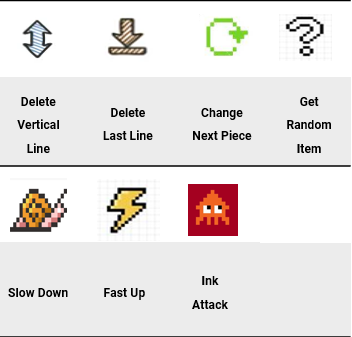 Delete
Vertical
Line
Delete
Last Line
Change
Next Piece
Get
Random
Item
Slow Down
Fast Up
Ink
Attack